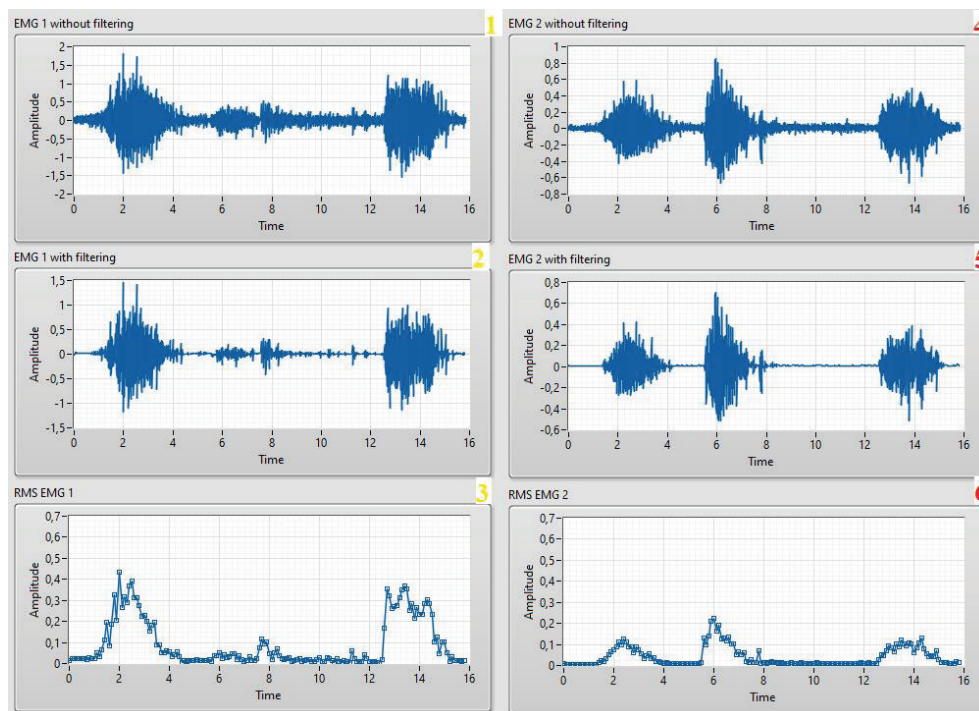 EMG 1 without filtering 1
2
1,5
1
0,5
0
-0,5
-1
-1,5
-2
Amplitude
0 2 4 6 8 10 12 14 16
Time
EMG 2 without filtering 4
1
0,8
0,6
0,4
0,2
0
-0,2
-0,4
-0,6
-0,8
Amplitude
0 2 4 6 8 10 12 14 16
Time
EMG 1 with filtering 2
1,5
1
0,5
0
-0,5
-1
-1,5
Amplitude
0 2 4 6 8 10 12 14 16
Time
EMG 2 with filtering 5
0,8
0,6
0,4
0,2
0
-0,2
-0,4
-0,6
Amplitude
0 2 4 6 8 10 12 14 16
Time
RMS EMG 1 3
0,7
0,6
0,5
0,4
0,3
0,2
0,1
0
Amplitude
0 2 4 6 8 10 12 14 16
Time
RMS EMG 2 6
0,7
0,6
0,5
0,4
0,3
0,2
0,1
0
Amplitude
0 2 4 6 8 10 12 14 16
Time